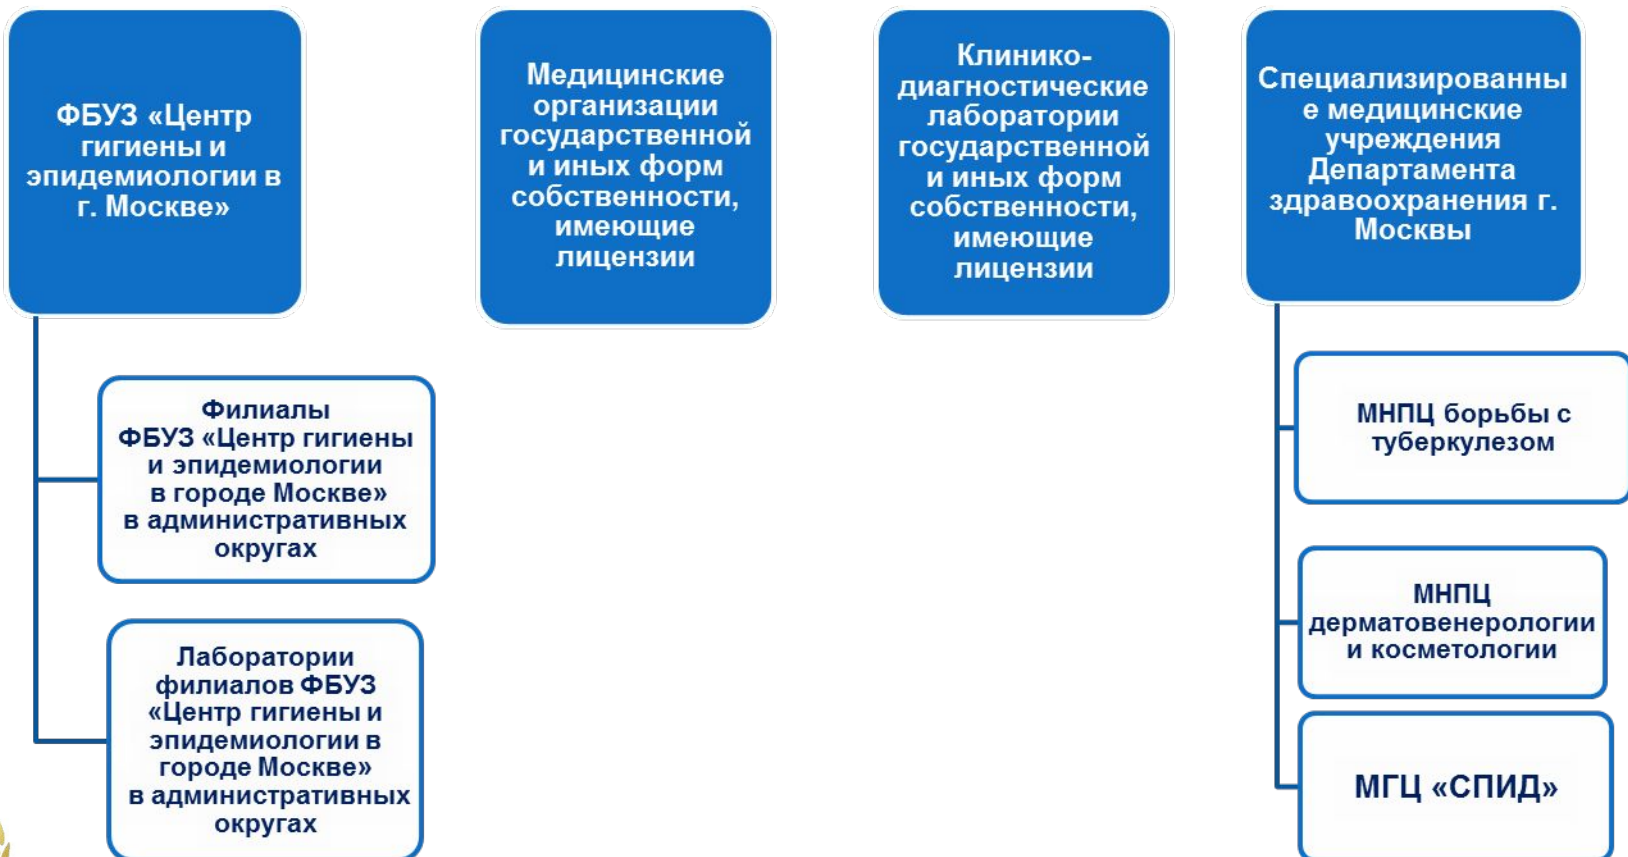 ФБУЗ «Центр
гигиены и
эпидемиологии в
г. Москве»
Медицинские
организации
государственной
и иных форм
собственности,
имеющие
лицензии
Клинико-
диагностические
лаборатории
государственной
и иных форм
собственности,
имеющие
лицензии
Специализированны
е медицинские
учреждения
Департамента
здравоохранения г.
Москвы
Филиалы
ФБУЗ «Центр гигиены
и эпидемиологии
в городе Москве»
в административных
округах
Лаборатории
филиалов ФБУЗ
«Центр гигиены и
эпидемиологии в
городе Москве»
в административных
округах
МНПЦ борьбы с
туберкулезом
МНПЦ
дерматовенерологии
и косметологии
МГЦ «СПИД»